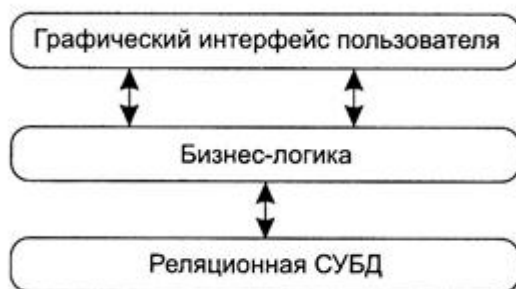 Графический интерфейс пользователя
Бизнес-логика
Реляционная СУБД